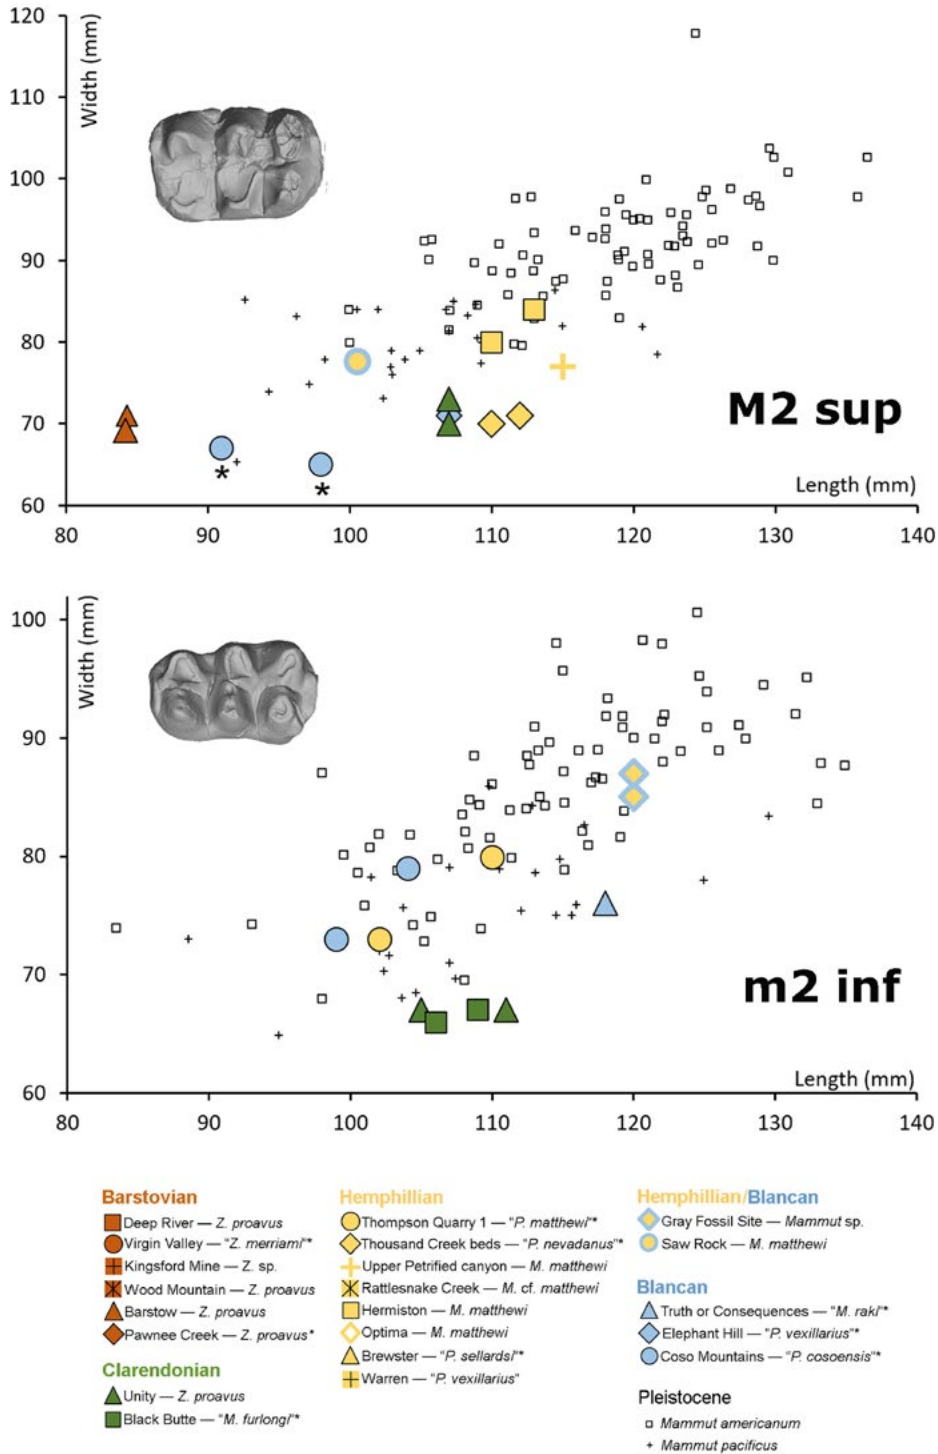 120
Width (mm)
110
100
90
80
70
60
*
*
M2 sup
Length (mm)
80 90 100 110 120 130 140
100
Width (mm)
90
80
70
60
m2 inf
Length (mm)
80 90 100 110 120 130 140
Barstovian
Deep River — Z. proavus
Virgin Valley — "Z. merriami"*
Kingsford Mine — Z. sp.
Wood Mountain — Z. proavus
Barstow — Z. proavus
Pawnee Creek — Z. proavus*
Clarendonian
Unity — Z. proavus
Black Butte — "M. furlongi"*
Hemphillian
Thompson Quarry 1 — "P. matthewi"*
Thousand Creek beds — "P. nevadanus"*
Upper Petrified canyon — M. matthewi
Rattlesnake Creek — M. cf. matthewi
Hermiston — M. matthewi
Optima — M. matthewi
Brewster — "P. sellardsi"*
Warren — "P. vexillarius"
Hemphillian/Blancan
Gray Fossil Site — Mammut sp.
Saw Rock — M. matthewi
Blancan
Truth or Consequences — "M. raki"*
Elephant Hill — "P. vexillarius"*
Coso Mountains — "P. cosoensis"*
Pleistocene
Mammut americanum
Mammut pacificus